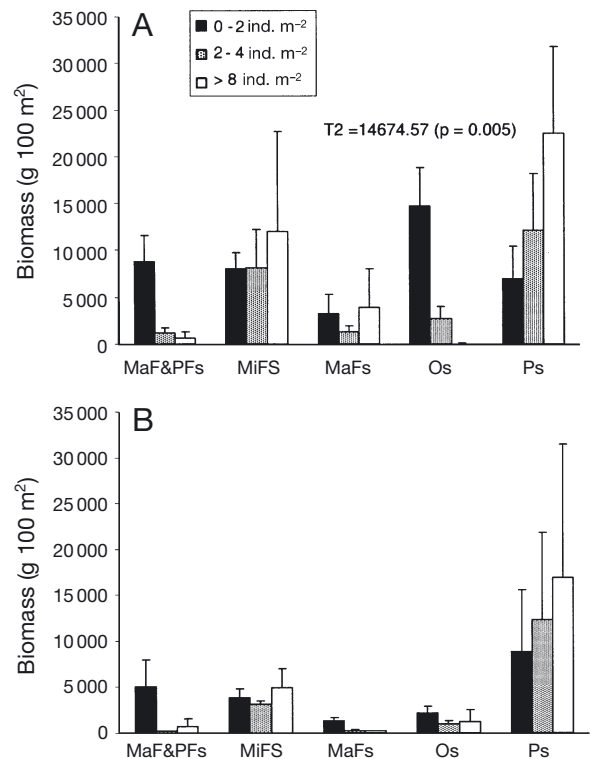 A
35 000
30 000
25 000
20 000
15 000
10 000
5 000
0
Biomass (g 100 m²)
0 - 2 ind. m⁻²
2 - 4 ind. m⁻²
> 8 ind. m⁻²
T2 =14674.57 (p = 0.005)
MaF&PFs MiFS MaFs Os Ps
B
35 000
30 000
25 000
20 000
15 000
10 000
5 000
0
Biomass (g 100 m²)
MaF&PFs MiFS MaFs Os Ps